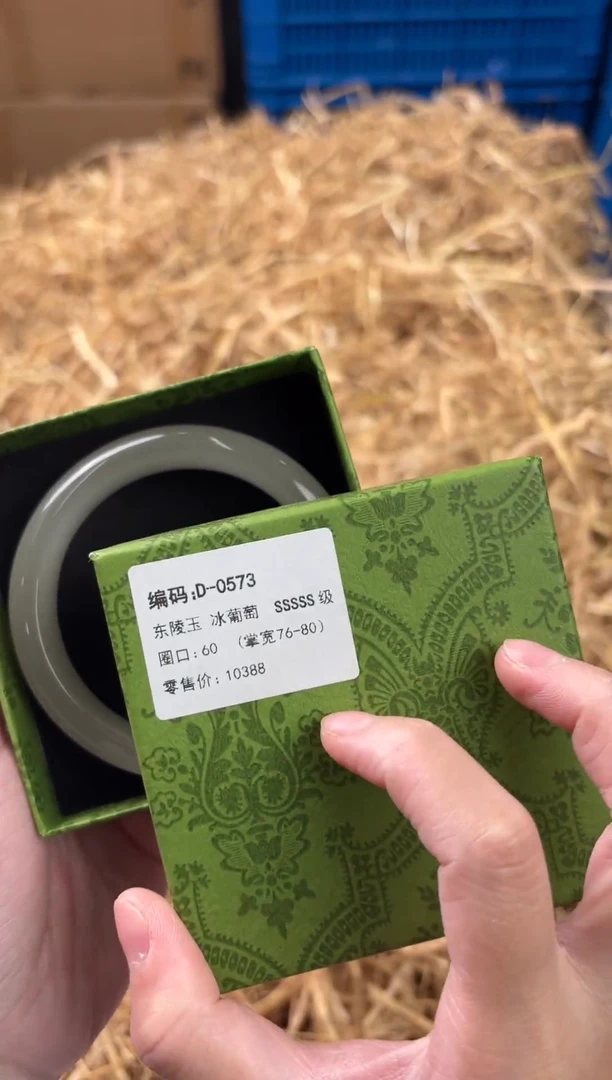 编码:D-0573
东陵玉 冰葡萄 SSSSS级
圈口:60 （掌宽76-80）
零售价:10388